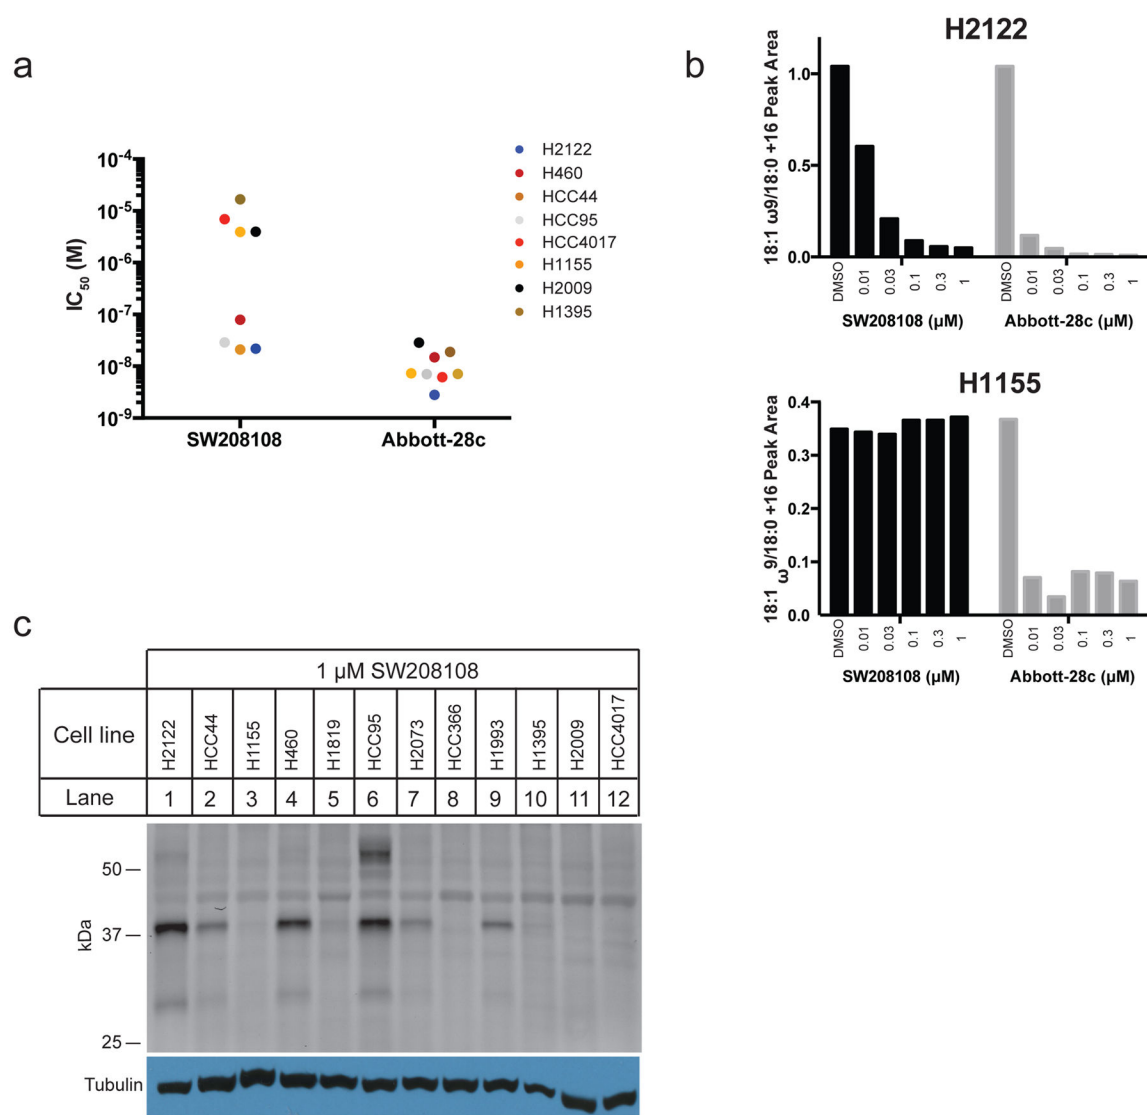 a
IC50 (M)
10-4
10-5
10-6
10-7
10-8
10-9
SW208108
Abbott-28c
H2122
H460
HCC44
HCC95
HCC4017
H1155
H2009
H1395
b
H2122
18:1 ω9/18:0 +16 Peak Area
1.0
0.5
0.0
DMSO 0.01 0.03 0.1 0.3 1 DMSO 0.01 0.03 0.1 0.3 1
SW208108 (μM) Abbott-28c (μM)
H1155
18:1 ω9/18:0 +16 Peak Area
0.4
0.3
0.2
0.1
0.0
DMSO 0.01 0.03 0.1 0.3 1 DMSO 0.01 0.03 0.1 0.3 1
SW208108 (μM) Abbott-28c (μM)
c
1 μM SW208108
Cell line H2122 HCC44 H1155 H460 H1819 HCC95 H2073 HCC366 H1993 H1395 H2009 HCC4017
Lane 1 2 3 4 5 6 7 8 9 10 11 12
kDa
50
37
25
Tubulin